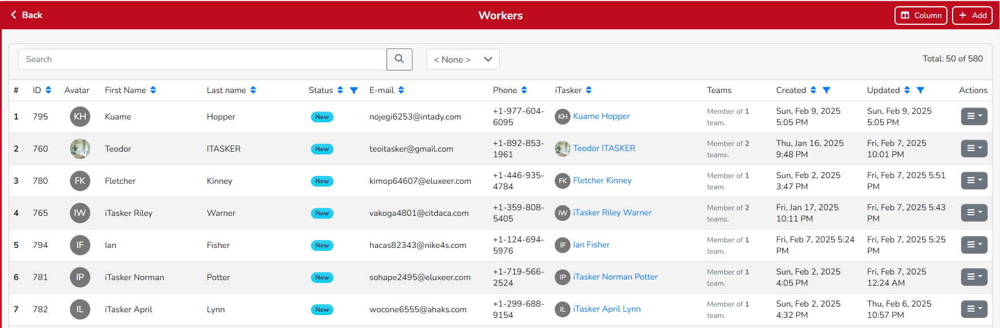 Back Workers Column Add
Search < None > Total: 50 of 580
# ID Avatar First Name Last name Status E-mail Phone iTasker Teams Created Updated Actions
1 795 KH Kuame Hopper New nojegi6253@intady.com +1-977-604- KH Kuame Hopper Member of 1 Sun, Feb 9, 2025 Sun, Feb 9, 2025
6095 team. 5:05 PM 5:05 PM
2 760 Teodor ITASKER New teoitasker@gmail.com +1-892-853- Teodor ITASKER Member of 2 Thu, Jan 16, 2025 Fri, Feb 7, 2025
1961 teams. 9:48 PM 10:01 PM
3 780 FK Fletcher Kinney New kimop64607@eluxeer.com +1-446-935- FK Fletcher Kinney Member of 1 Sun, Feb 2, 2025 Fri, Feb 7, 2025 5:51
4784 team. 3:47 PM PM
4 765 IW iTasker Riley Warner New vakoga4801@citdaca.com +1-359-808- IW iTasker Riley Warner Member of 2 Fri, Jan 17, 2025 Fri, Feb 7, 2025 5:43
5405 teams. 10:11 PM PM
5 794 IF Ian Fisher New hacas82343@nike4s.com +1-124-694- IF Ian Fisher Member of 1 Fri, Feb 7, 2025 5:24 Fri, Feb 7, 2025 5:25
5976 team. PM PM
6 781 IP iTasker Norman Potter New sohape2495@eluxeer.com +1-719-566- IP iTasker Norman Potter Member of 1 Sun, Feb 2, 2025 Fri, Feb 7, 2025
2524 team. 4:05 PM 12:24 AM
7 782 IL iTasker April Lynn New wocone6555@ahaks.com +1-299-688- IL iTasker April Lynn Member of 1 Sun, Feb 2, 2025 Thu, Feb 6, 2025
9154 team. 4:32 PM 10:57 PM